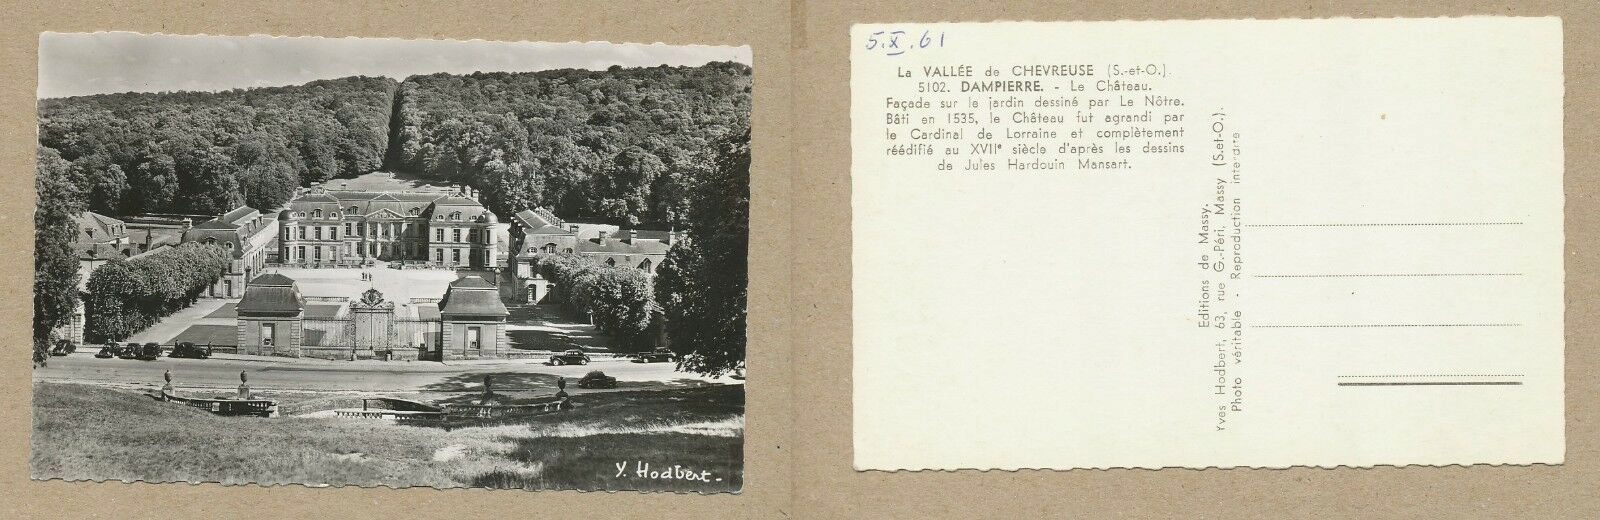 Y. Hodbert-
5.X.61
La VALLÉE de CHEVREUSE (S.-et-O.).
5102. DAMPIERRE. - Le Château.
Façade sur le jardin dessiné par Le Nôtre.
Bâti en 1535, le Château fut agrandi par
le Cardinal de Lorraine et complètement
réédifié au XVIIe siècle d'après les dessins
de Jules Hardouin Mansart.
Editions de Massy.
Yves Hodbert, 63, rue G.-Péri, Massy (S.et-O.).
Photo véritable - Reproduction interdite